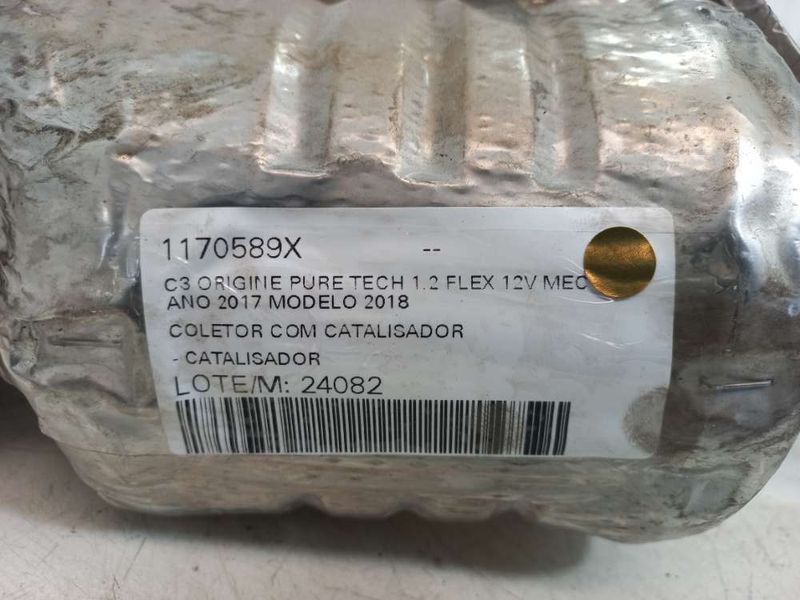 1170589X --
C3 ORIGINE PURE TECH 1.2 FLEX 12V MEC
ANO 2017 MODELO 2018
COLETOR COM CATALISADOR
- CATALISADOR
LOTE/M: 24082